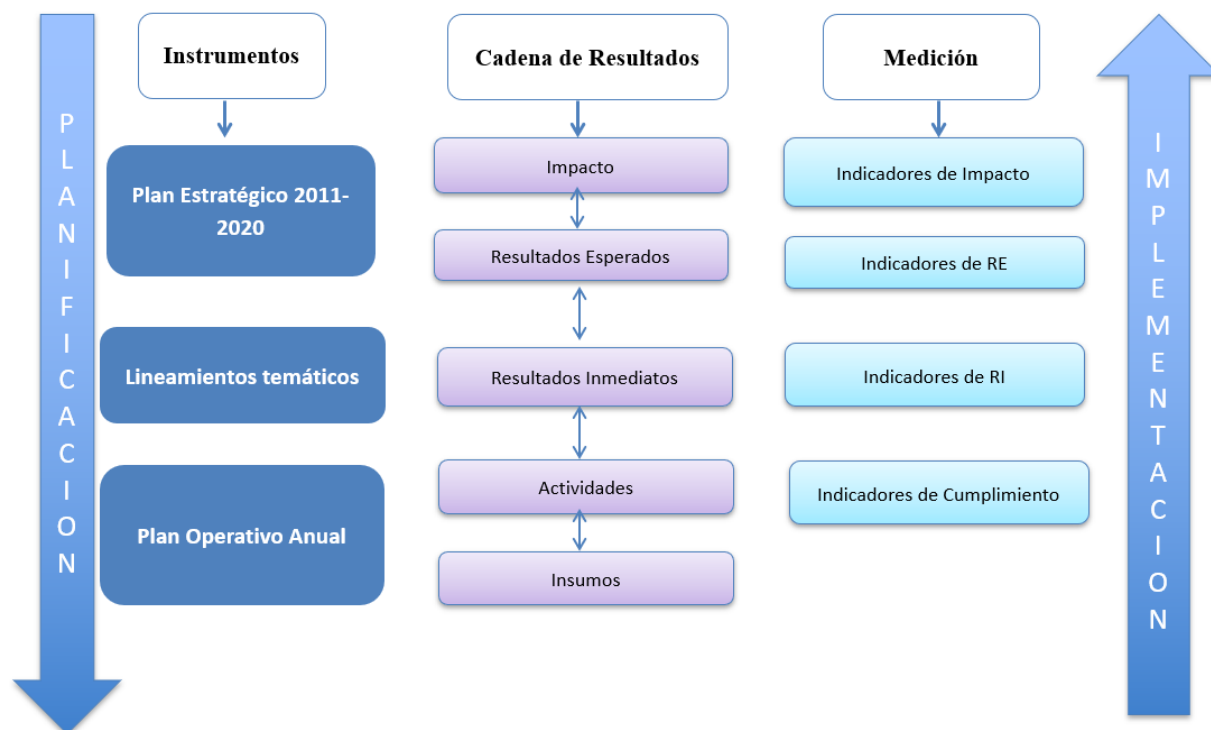 PLANIFICACION
Instrumentos
Plan Estratégico 2011-
2020
Lineamientos temáticos
Plan Operativo Anual
Cadena de Resultados
Impacto
Resultados Esperados
Resultados Inmediatos
Actividades
Insumos
Medición
Indicadores de Impacto
Indicadores de RE
Indicadores de RI
Indicadores de Cumplimiento
IMPLEMENTACION